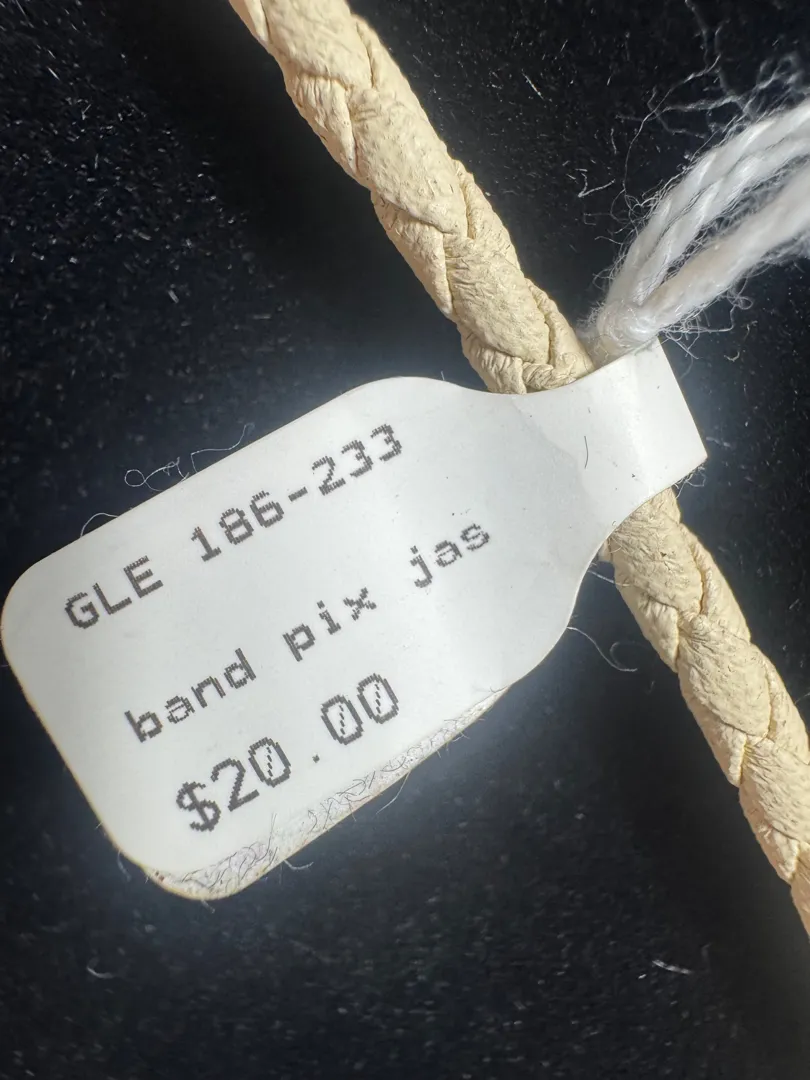 GLE 186-233
band pix jas
$20.00